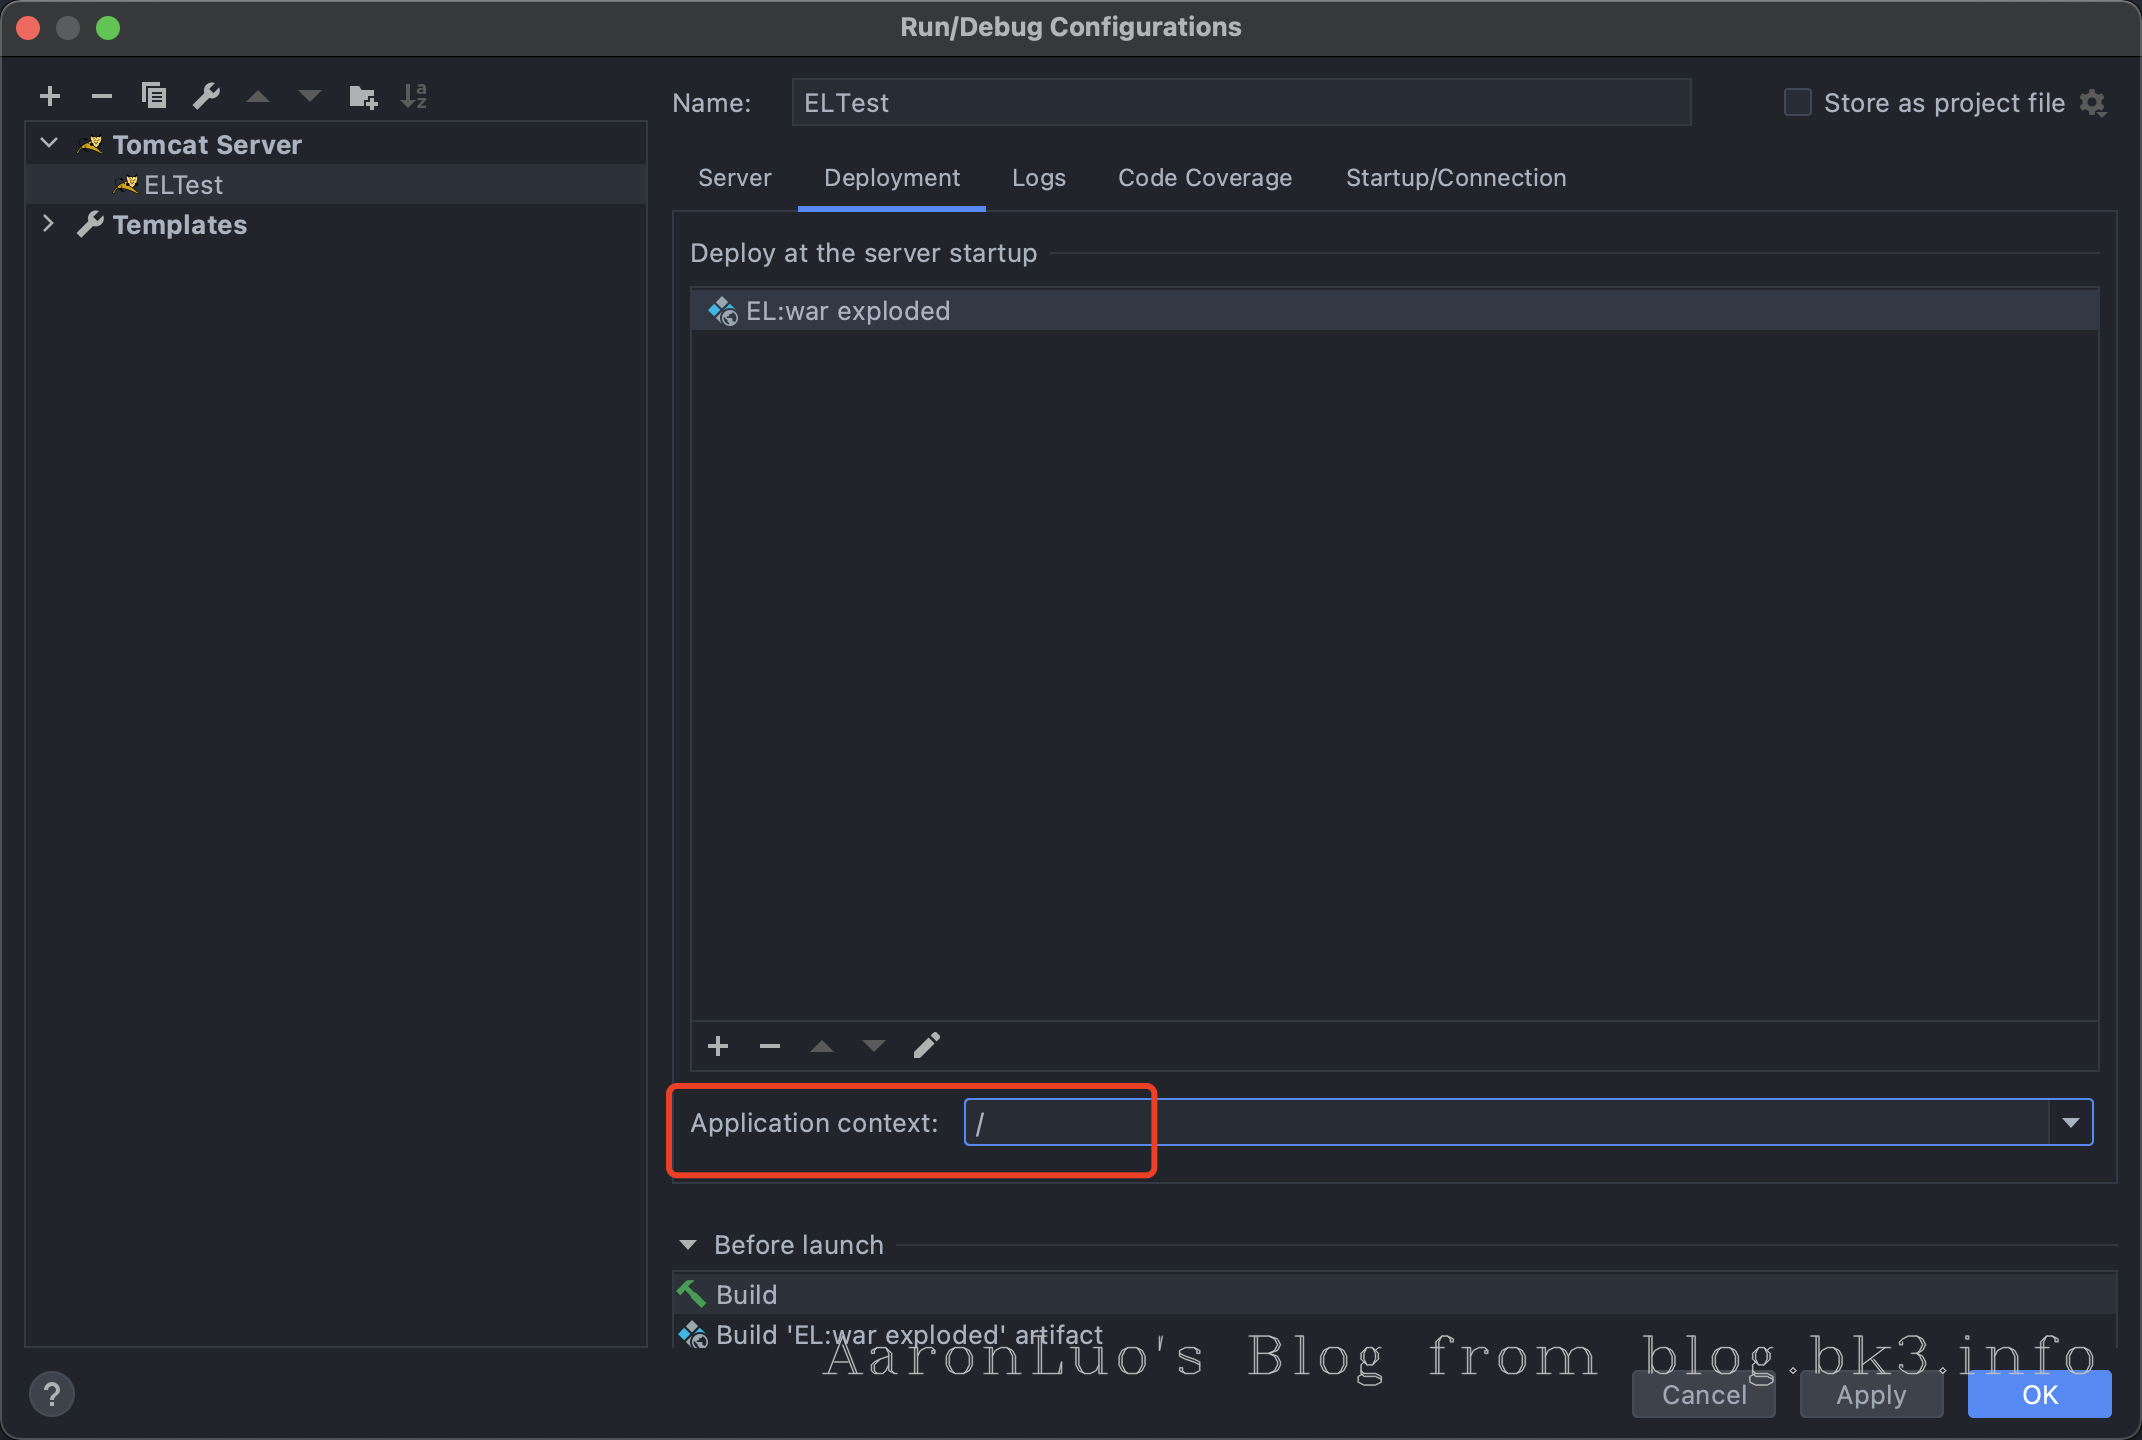 Run/Debug Configurations
Name: ELTest
Store as project file
Tomcat Server
ELTest
Templates
Server Deployment Logs Code Coverage Startup/Connection
Deploy at the server startup
EL:war exploded
Application context: /
Before launch
Build
Build 'EL:war exploded' artifact
AaronLuo's Blog from blog.bk3.info
? Cancel Apply OK